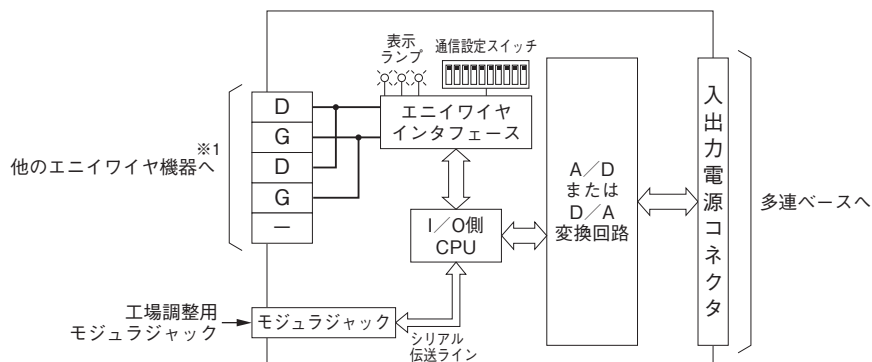 表示
ランプ
通信設定スイッチ
D
G
D
G
－
※1
他のエニイワイヤ機器へ
エニイワイヤ
インタフェース
I／O側
CPU
A／D
または
D／A
変換回路
入出力電源コネクタ
多連ベースへ
工場調整用
モジュラジャック
モジュラジャック
シリアル
伝送ライン